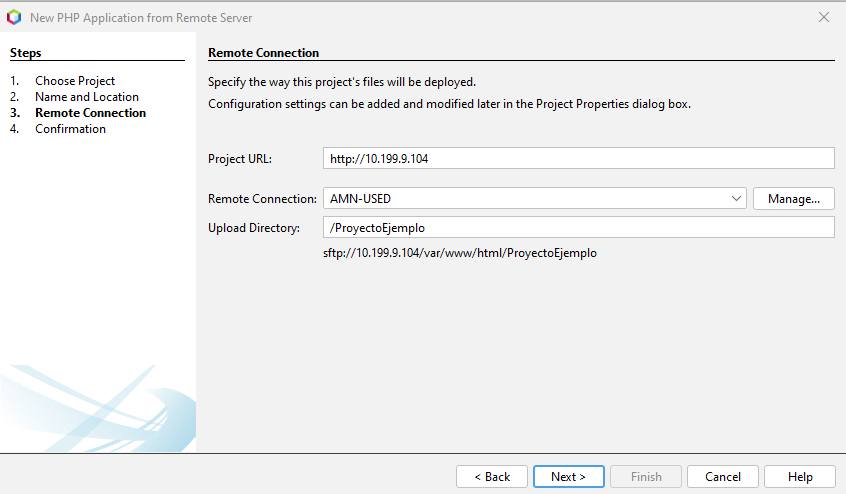 New PHP Application from Remote Server
Steps
1. Choose Project
2. Name and Location
3. Remote Connection
4. Confirmation
Remote Connection
Specify the way this project's files will be deployed.
Configuration settings can be added and modified later in the Project Properties dialog box.
Project URL: http://10.199.9.104
Remote Connection: AMN-USED Manage...
Upload Directory: /ProyectoEjemplo
sftp://10.199.9.104/var/www/html/ProyectoEjemplo
< Back Next > Finish Cancel Help